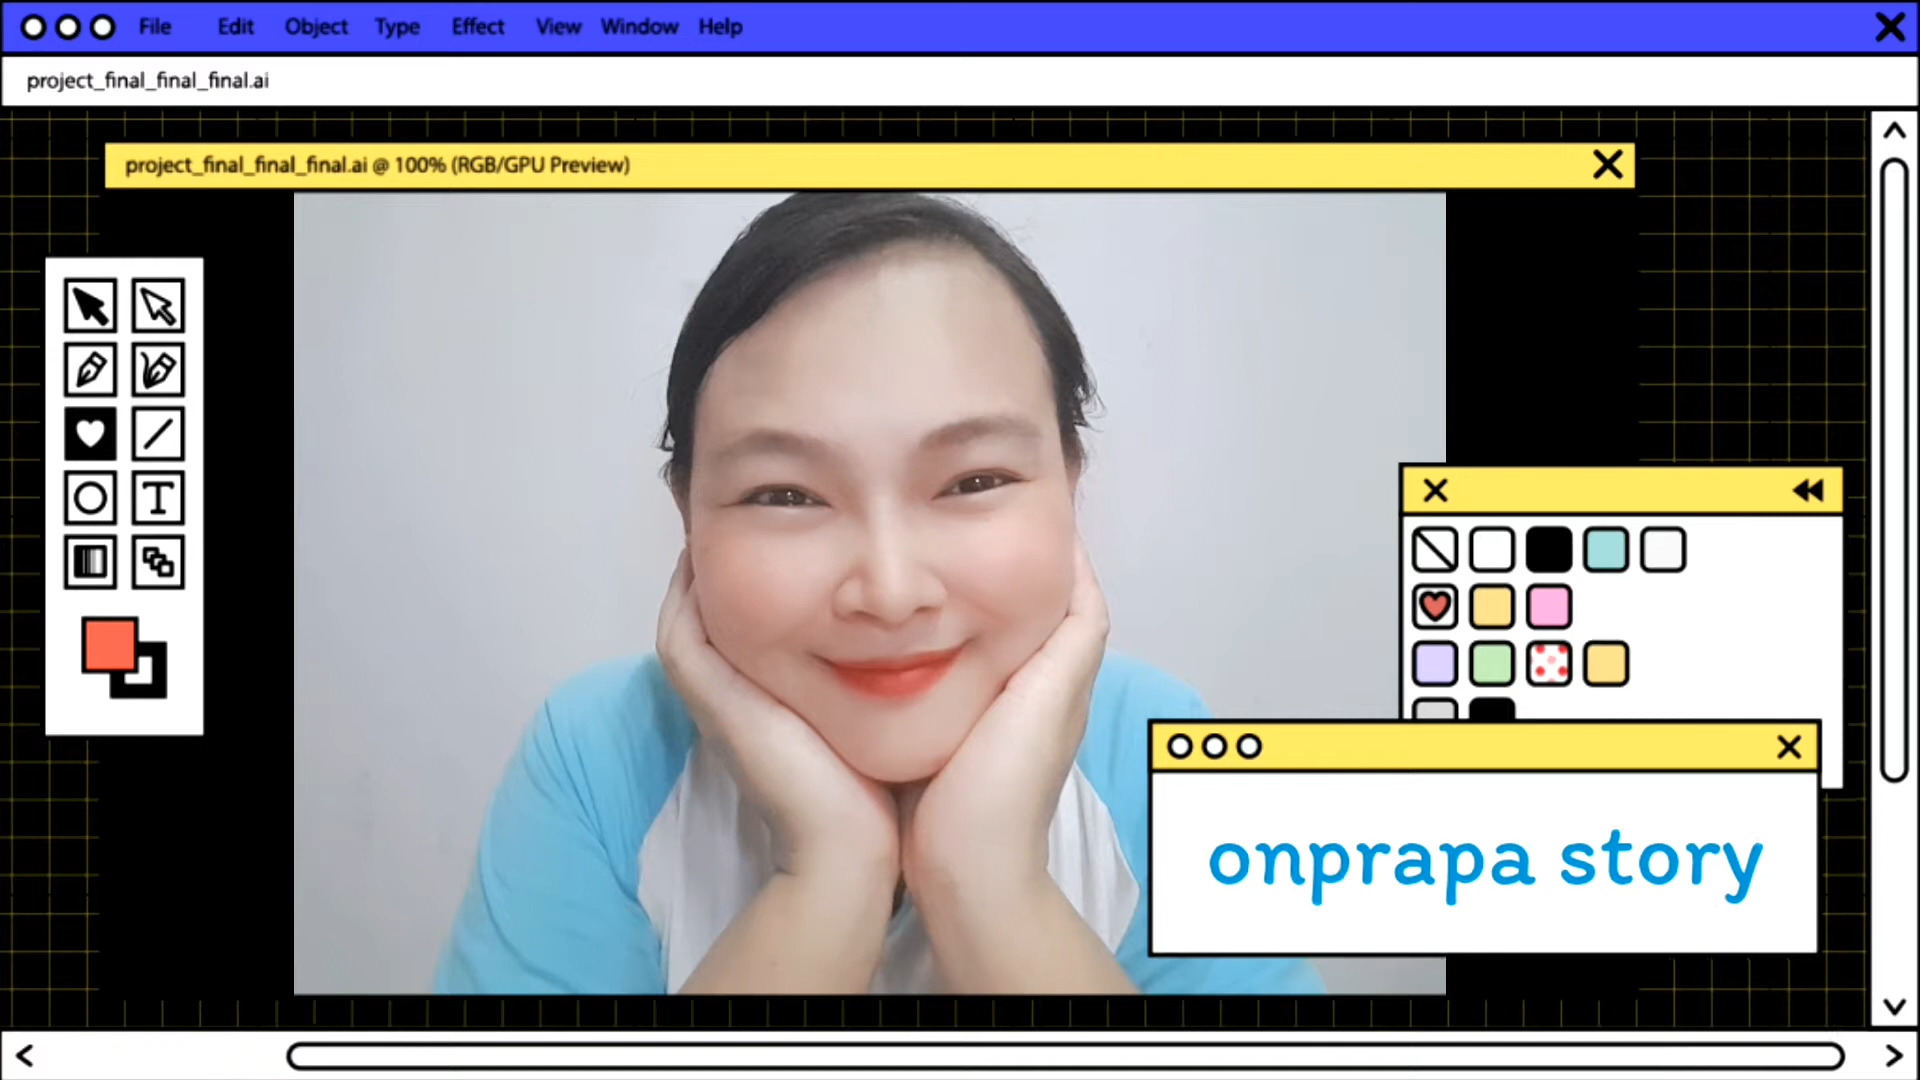 File Edit Object Type Effect View Window Help
project_final_final_final.ai
project_final_final_final.ai @ 100% (RGB/GPU Preview)
T
onprapa story